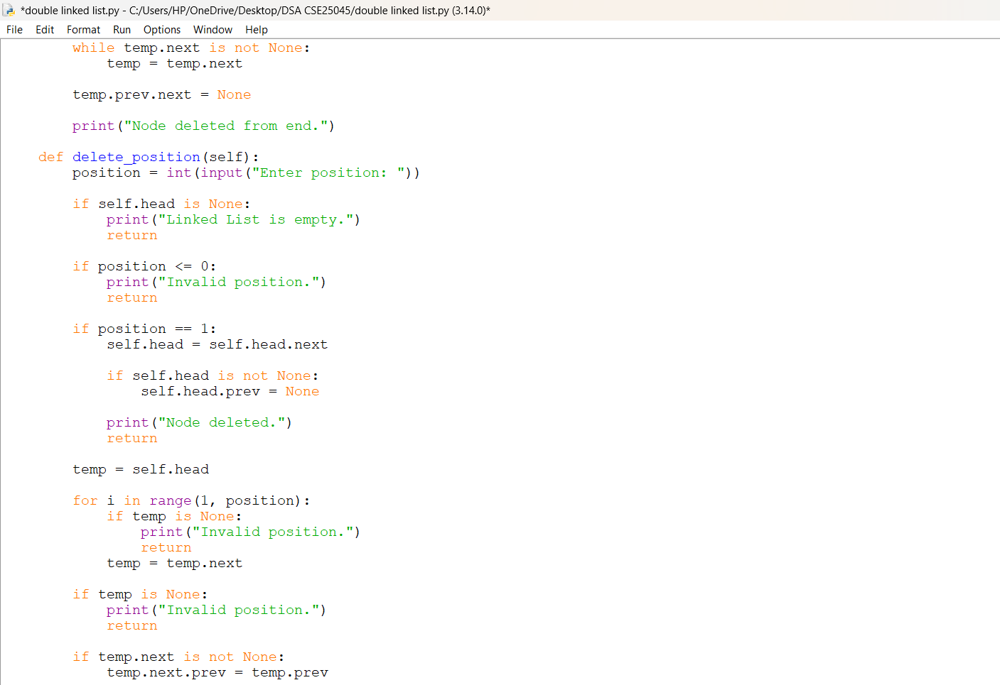 *double linked list.py - C:/Users/HP/OneDrive/Desktop/DSA CSE25045/double linked list.py (3.14.0)*
File Edit Format Run Options Window Help
        while temp.next is not None:
            temp = temp.next

        temp.prev.next = None

        print("Node deleted from end.")

    def delete_position(self):
        position = int(input("Enter position: "))

        if self.head is None:
            print("Linked List is empty.")
            return

        if position <= 0:
            print("Invalid position.")
            return

        if position == 1:
            self.head = self.head.next

            if self.head is not None:
                self.head.prev = None

            print("Node deleted.")
            return

        temp = self.head

        for i in range(1, position):
            if temp is None:
                print("Invalid position.")
                return
            temp = temp.next

        if temp is None:
            print("Invalid position.")
            return

        if temp.next is not None:
            temp.next.prev = temp.prev